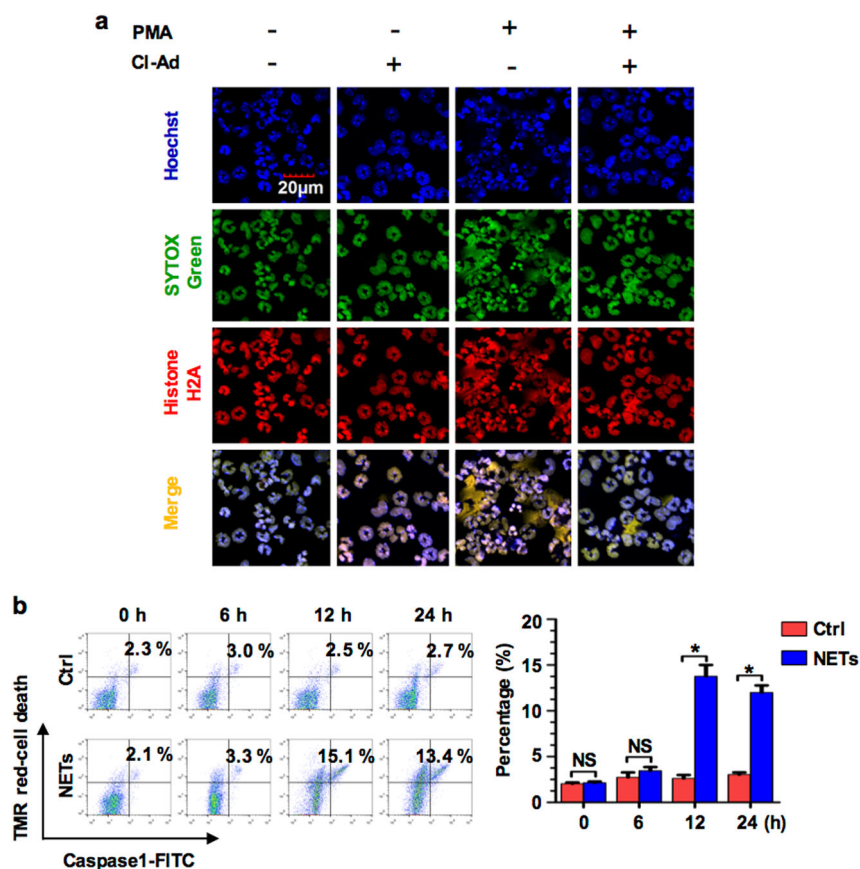 a
PMA - - + +
Cl-Ad - + - +
Hoechst
20μm
SYTOX
Green
Histone
H2A
Merge
b
0 h 6 h 12 h 24 h
Ctrl
2.3 % 3.0 % 2.5 % 2.7 %
NETs
2.1 % 3.3 % 15.1 % 13.4 %
TMR red-cell death
Caspase1-FITC
Percentage (%)
20
15
10
5
0
NS NS * *
0 6 12 24 (h)
Ctrl
NETs